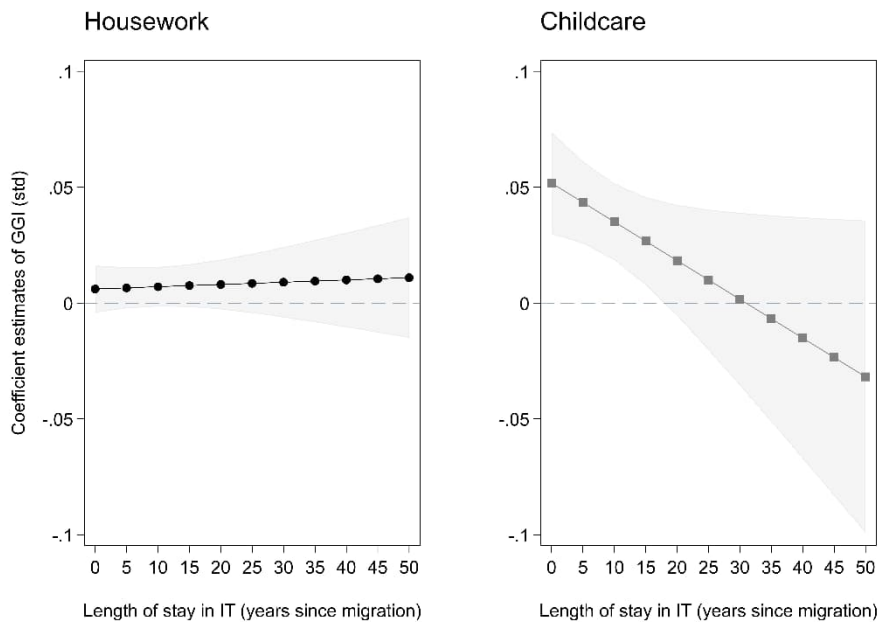 Housework
Coefficient estimates of GGI (std)
.1
.05
0
-.05
-.1
0 5 10 15 20 25 30 35 40 45 50
Length of stay in IT (years since migration)
Childcare
.1
.05
0
-.05
-.1
0 5 10 15 20 25 30 35 40 45 50
Length of stay in IT (years since migration)